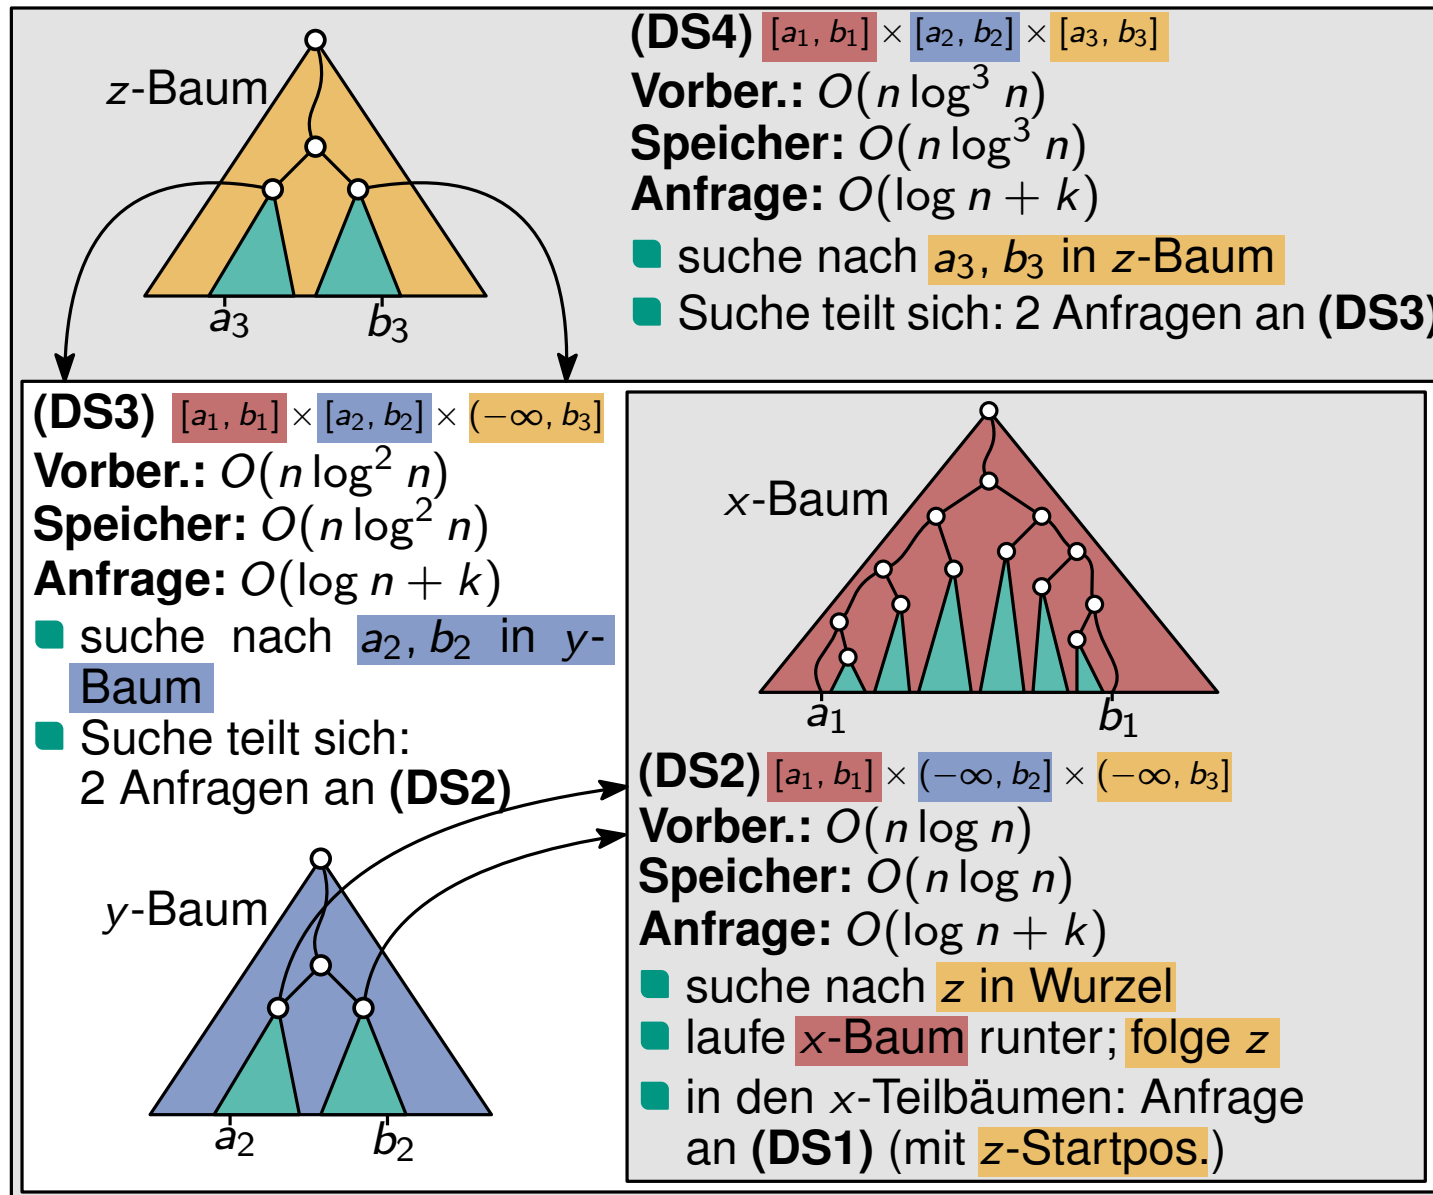 z-Baum
a₃
b₃
(DS4) [a₁, b₁] × [a₂, b₂] × [a₃, b₃]
Vorber.: O(n log³ n)
Speicher: O(n log³ n)
Anfrage: O(log n + k)
suche nach a₃, b₃ in z-Baum
Suche teilt sich: 2 Anfragen an (DS3)
(DS3) [a₁, b₁] × [a₂, b₂] × (−∞, b₃]
Vorber.: O(n log² n)
Speicher: O(n log² n)
Anfrage: O(log n + k)
suche nach a₂, b₂ in y-
Baum
Suche teilt sich:
2 Anfragen an (DS2)
y-Baum
a₂
b₂
x-Baum
a₁
b₁
(DS2) [a₁, b₁] × (−∞, b₂] × (−∞, b₃]
Vorber.: O(n log n)
Speicher: O(n log n)
Anfrage: O(log n + k)
suche nach z in Wurzel
laufe x-Baum runter; folge z
in den x-Teilbäumen: Anfrage
an (DS1) (mit z-Startpos.)